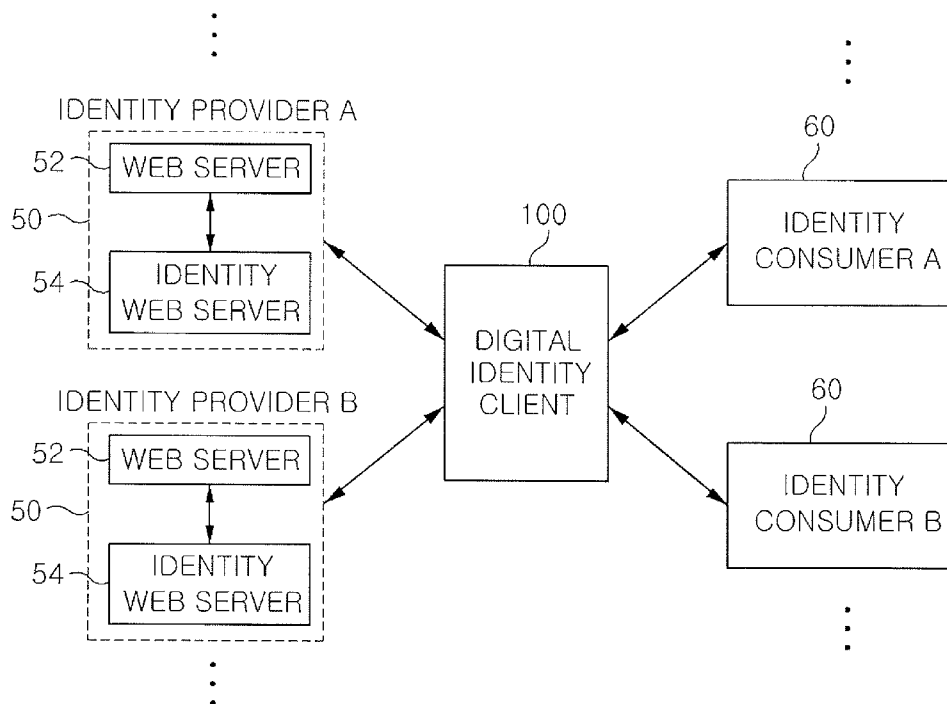 IDENTITY PROVIDER A
52
WEB SERVER
50
54
IDENTITY
WEB SERVER
IDENTITY PROVIDER B
52
WEB SERVER
50
54
IDENTITY
WEB SERVER
100
DIGITAL
IDENTITY
CLIENT
60
IDENTITY
CONSUMER A
60
IDENTITY
CONSUMER B